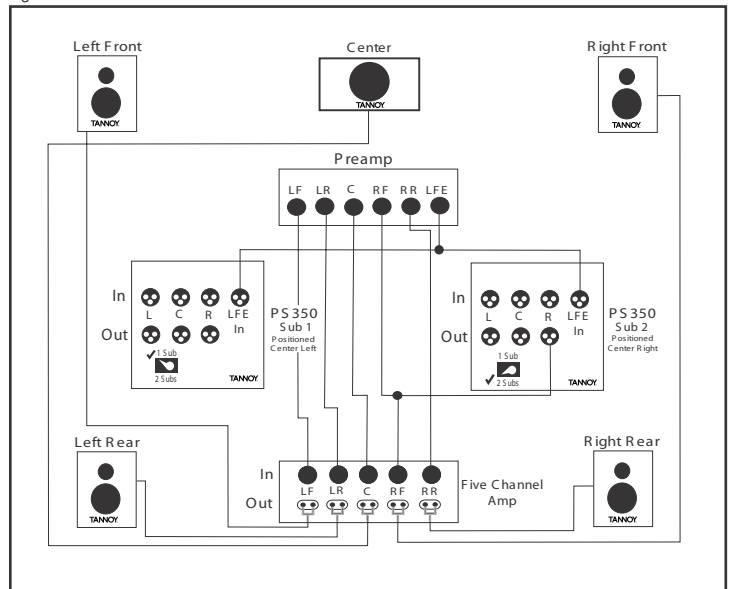 Left Front
Center
Right Front
TANNOY
TANNOY
TANNOY
Preamp
LF LR C RF RR LFE
In
L C R LFE
In
Out
✓ 1 Sub
2 Subs
TANNOY
PS350
Sub 1
Positioned
Center Left
In
L C R LFE
In
Out
1 Sub
✓ 2 Subs
TANNOY
PS350
Sub 2
Positioned
Center Right
Left Rear
TANNOY
Right Rear
TANNOY
In
LF LR C RF RR
Out
Five Channel
Amp